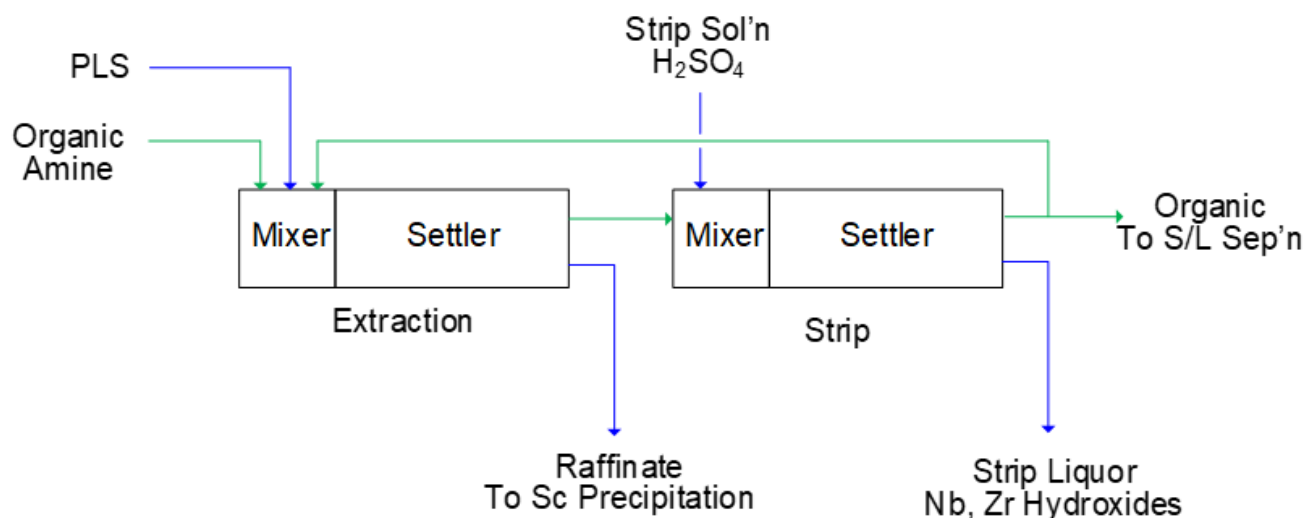 Strip Sol'n
H₂SO₄
PLS
Organic
Amine
Mixer
Settler
Mixer
Settler
Organic
To S/L Sep'n
Extraction
Strip
Raffinate
To Sc Precipitation
Strip Liquor
Nb, Zr Hydroxides